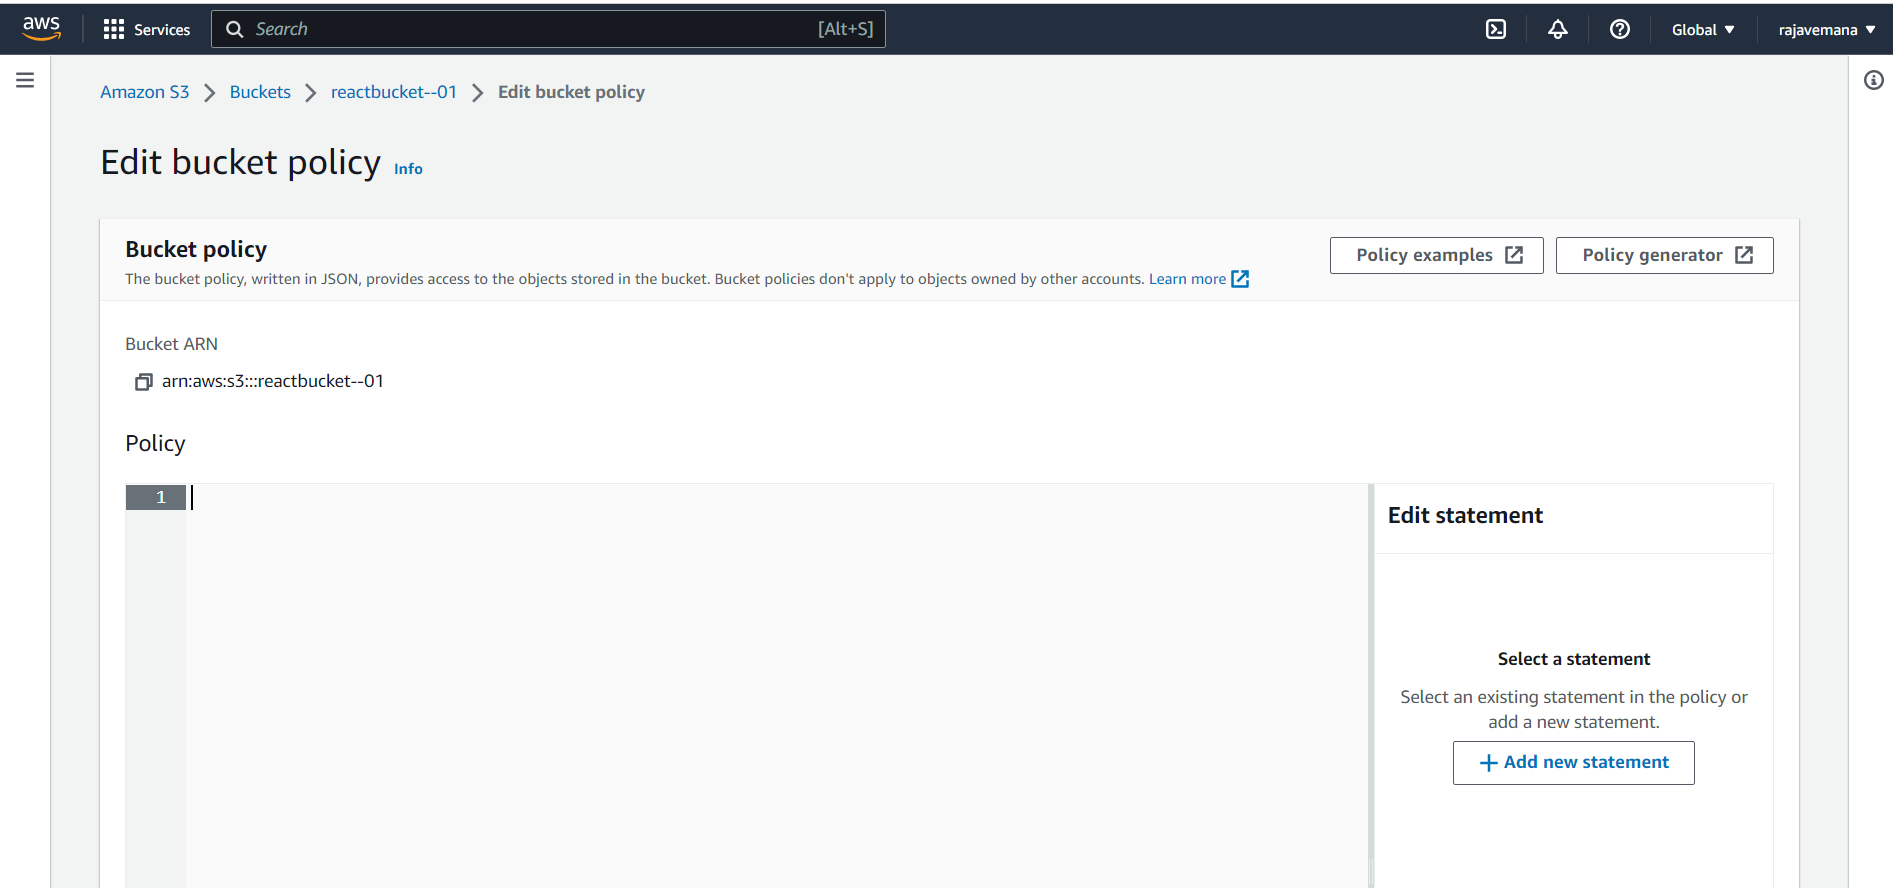 aws Services Search [Alt+S] Global rajavemana
Amazon S3 Buckets reactbucket--01 Edit bucket policy
Edit bucket policy Info
Bucket policy
The bucket policy, written in JSON, provides access to the objects stored in the bucket. Bucket policies don't apply to objects owned by other accounts. Learn more
Policy examples Policy generator
Bucket ARN
arn:aws:s3:::reactbucket--01
Policy
1
Edit statement
Select a statement
Select an existing statement in the policy or
add a new statement.
+ Add new statement